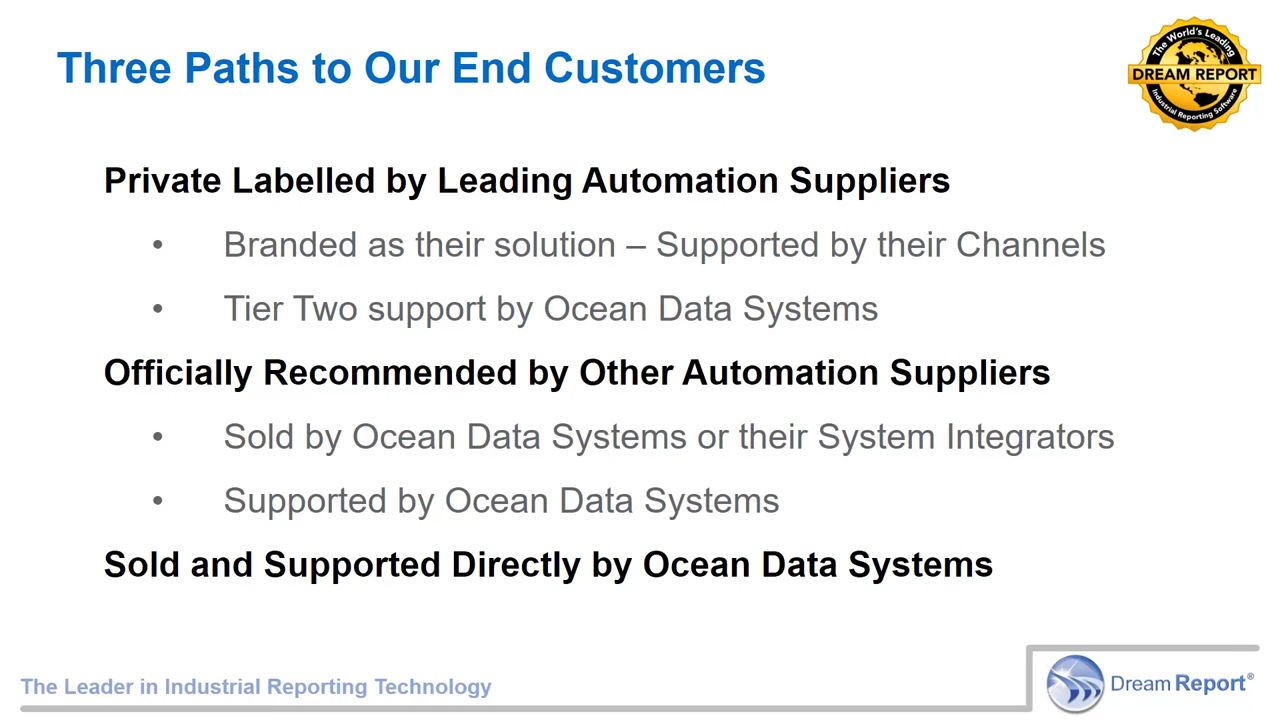 Three Paths to Our End Customers
The World's Leading
DREAM REPORT
Industrial Reporting Software
Private Labelled by Leading Automation Suppliers
• Branded as their solution – Supported by their Channels
• Tier Two support by Ocean Data Systems
Officially Recommended by Other Automation Suppliers
• Sold by Ocean Data Systems or their System Integrators
• Supported by Ocean Data Systems
Sold and Supported Directly by Ocean Data Systems
The Leader in Industrial Reporting Technology
Dream Report®